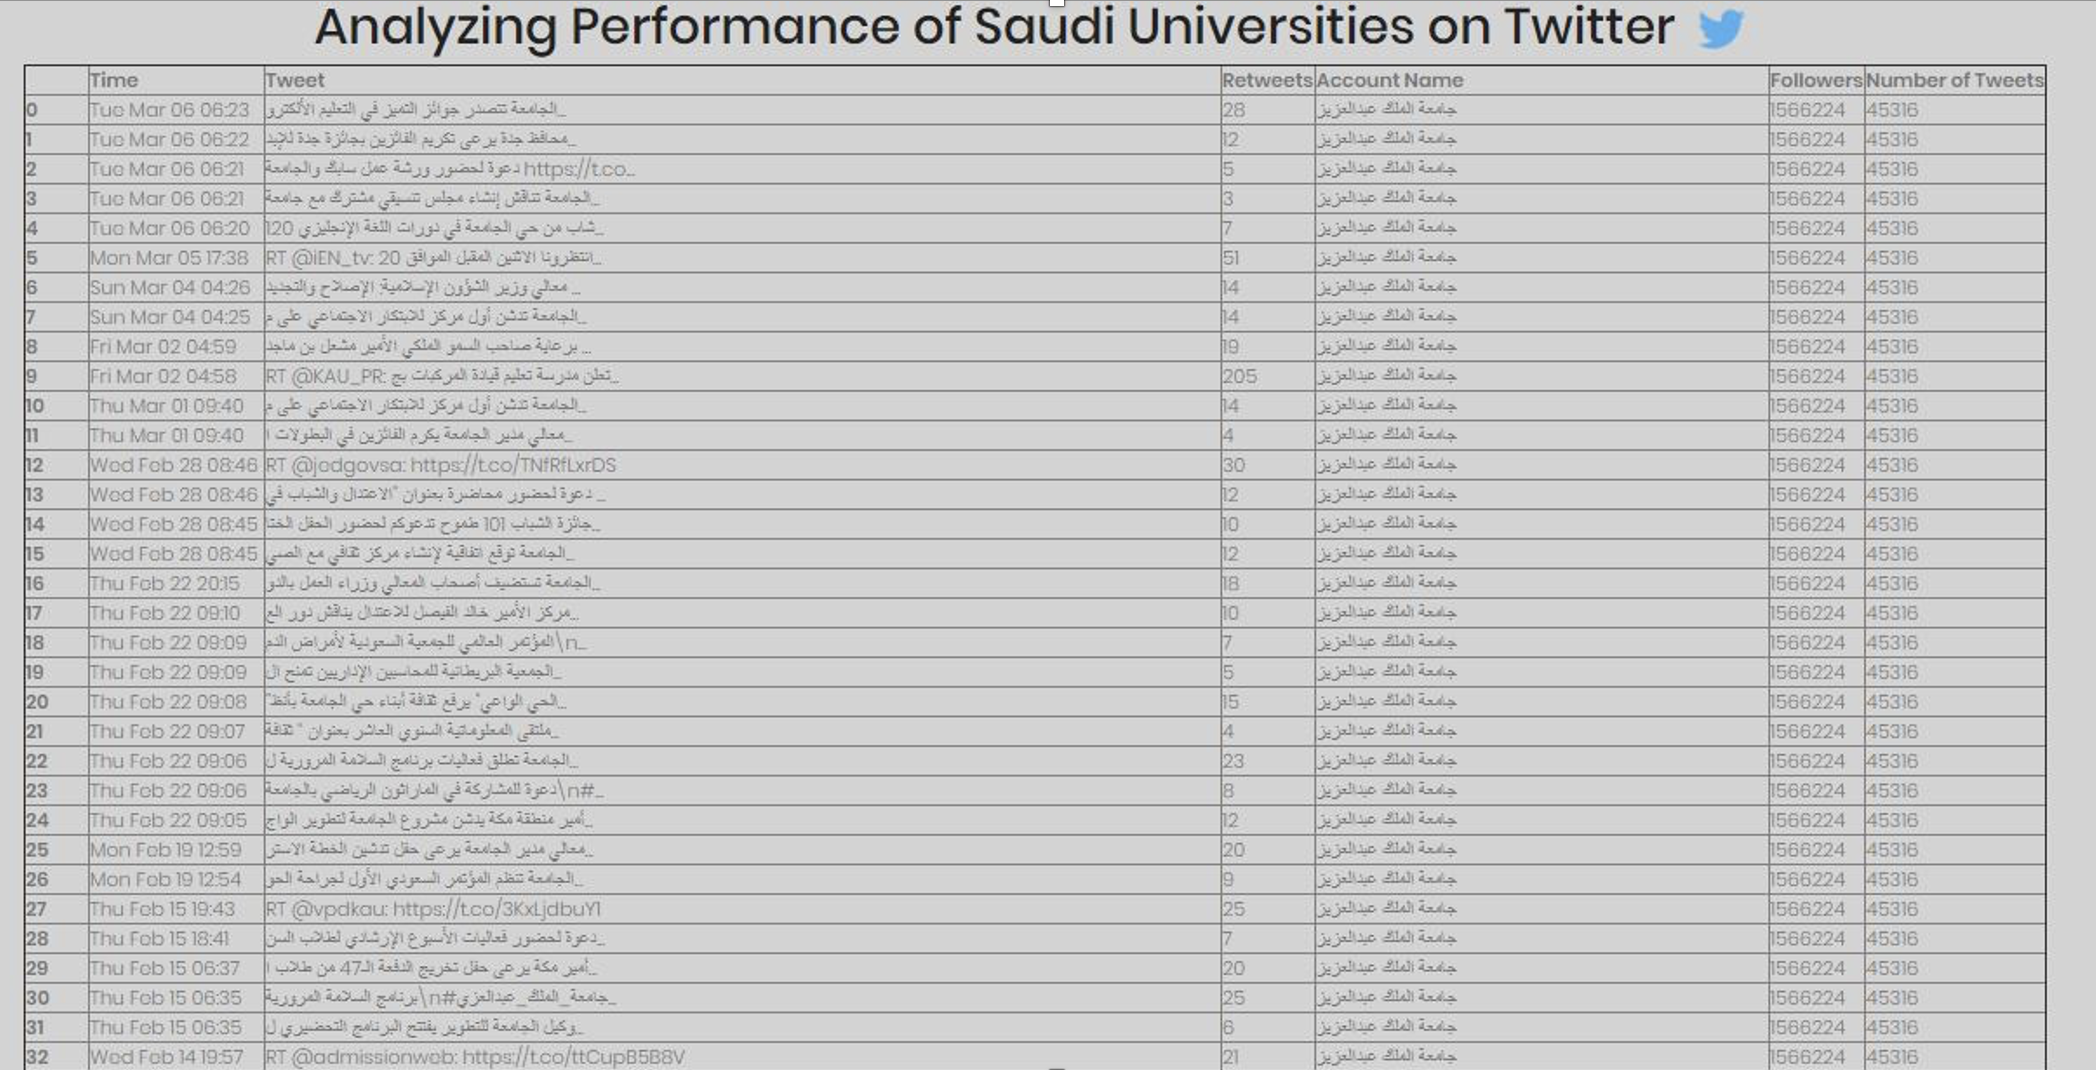 Analyzing Performance of Saudi Universities on Twitter
Time Tweet Retweets Account Name Followers Number of Tweets
0 Tue Mar 06 06:23 الجامعة تتصدر جوائز التميز في التعليم الألكترو... 28 جامعة الملك عبدالعزيز 1566224 45316
1 Tue Mar 06 06:22 محافظ جدة يرعى تكريم الفائزين بجائزة جدة للإبد... 12 جامعة الملك عبدالعزيز 1566224 45316
2 Tue Mar 06 06:21 دعوة لحضور ورشة عمل سابك والجامعة https://t.co... 5 جامعة الملك عبدالعزيز 1566224 45316
3 Tue Mar 06 06:21 الجامعة تناقش إنشاء مجلس تنسيقي مشترك مع جامعة... 3 جامعة الملك عبدالعزيز 1566224 45316
4 Tue Mar 06 06:20 120 شاب من حي الجامعة في دورات اللغة الإنجليزي... 7 جامعة الملك عبدالعزيز 1566224 45316
5 Mon Mar 05 17:38 RT @iEN_tv: انتظرونا الاثنين المقبل الموافق 20... 51 جامعة الملك عبدالعزيز 1566224 45316
6 Sun Mar 04 04:26 معالي وزير الشؤون الإسلامية: الإصلاح والتجديد ... 14 جامعة الملك عبدالعزيز 1566224 45316
7 Sun Mar 04 04:25 الجامعة تدشن أول مركز للابتكار الاجتماعي على م... 14 جامعة الملك عبدالعزيز 1566224 45316
8 Fri Mar 02 04:59 برعاية صاحب السمو الملكي الأمير مشعل بن ماجد ... 19 جامعة الملك عبدالعزيز 1566224 45316
9 Fri Mar 02 04:58 RT @KAU_PR: تعلن مدرسة تعليم قيادة المركبات بج... 205 جامعة الملك عبدالعزيز 1566224 45316
10 Thu Mar 01 09:40 الجامعة تدشن أول مركز للابتكار الاجتماعي على م... 14 جامعة الملك عبدالعزيز 1566224 45316
11 Thu Mar 01 09:40 معالي مدير الجامعة يكرم الفائزين في البطولات ا... 4 جامعة الملك عبدالعزيز 1566224 45316
12 Wed Feb 28 08:46 RT @jedgovsa: https://t.co/TNfRfLxrDS 30 جامعة الملك عبدالعزيز 1566224 45316
13 Wed Feb 28 08:46 دعوة لحضور محاضرة بعنوان "الاعتدال والشباب في ... 12 جامعة الملك عبدالعزيز 1566224 45316
14 Wed Feb 28 08:45 جائزة الشباب 101 طموح تدعوكم لحضور الحفل الختا... 10 جامعة الملك عبدالعزيز 1566224 45316
15 Wed Feb 28 08:45 الجامعة توقع اتفاقية لإنشاء مركز ثقافي مع الصي... 12 جامعة الملك عبدالعزيز 1566224 45316
16 Thu Feb 22 20:15 الجامعة تستضيف أصحاب المعالي وزراء العمل بالدو... 18 جامعة الملك عبدالعزيز 1566224 45316
17 Thu Feb 22 09:10 مركز الأمير خالد الفيصل للاعتدال يناقش دور الع... 10 جامعة الملك عبدالعزيز 1566224 45316
18 Thu Feb 22 09:09 المؤتمر العالمي للجمعية السعودية لأمراض الدم\n... 7 جامعة الملك عبدالعزيز 1566224 45316
19 Thu Feb 22 09:09 الجمعية البريطانية للمحاسبين الإداريين تمنح ال... 5 جامعة الملك عبدالعزيز 1566224 45316
20 Thu Feb 22 09:08 "الحي الواعي" يرفع ثقافة أبناء حي الجامعة بأنظ... 15 جامعة الملك عبدالعزيز 1566224 45316
21 Thu Feb 22 09:07 ملتقى المعلوماتية السنوي العاشر بعنوان " ثقافة... 4 جامعة الملك عبدالعزيز 1566224 45316
22 Thu Feb 22 09:06 الجامعة تطلق فعاليات برنامج السلامة المرورية ل... 23 جامعة الملك عبدالعزيز 1566224 45316
23 Thu Feb 22 09:06 دعوة للمشاركة في الماراثون الرياضي بالجامعة\n#... 8 جامعة الملك عبدالعزيز 1566224 45316
24 Thu Feb 22 09:05 أمير منطقة مكة يدشن مشروع الجامعة لتطوير الواج... 12 جامعة الملك عبدالعزيز 1566224 45316
25 Mon Feb 19 12:59 معالي مدير الجامعة يرعى حفل تدشين الخطة الاستر... 20 جامعة الملك عبدالعزيز 1566224 45316
26 Mon Feb 19 12:54 الجامعة تنظم المؤتمر السعودي الأول لجراحة الحو... 9 جامعة الملك عبدالعزيز 1566224 45316
27 Thu Feb 15 19:43 RT @vpdkau: https://t.co/3KxLjdbuY1 25 جامعة الملك عبدالعزيز 1566224 45316
28 Thu Feb 15 18:41 دعوة لحضور فعاليات الأسبوع الإرشادي لطلاب السن... 7 جامعة الملك عبدالعزيز 1566224 45316
29 Thu Feb 15 06:37 أمير مكة يرعى حفل تخريج الدفعة الـ47 من طلاب ا... 20 جامعة الملك عبدالعزيز 1566224 45316
30 Thu Feb 15 06:35 برنامج السلامة المرورية\n#جامعة_الملك_عبدالعزي... 25 جامعة الملك عبدالعزيز 1566224 45316
31 Thu Feb 15 06:35 وكيل الجامعة للتطوير يفتتح البرنامج التحضيري ل... 6 جامعة الملك عبدالعزيز 1566224 45316
32 Wed Feb 14 19:57 RT @admissionweb: https://t.co/ttCupB5B8V 21 جامعة الملك عبدالعزيز 1566224 45316